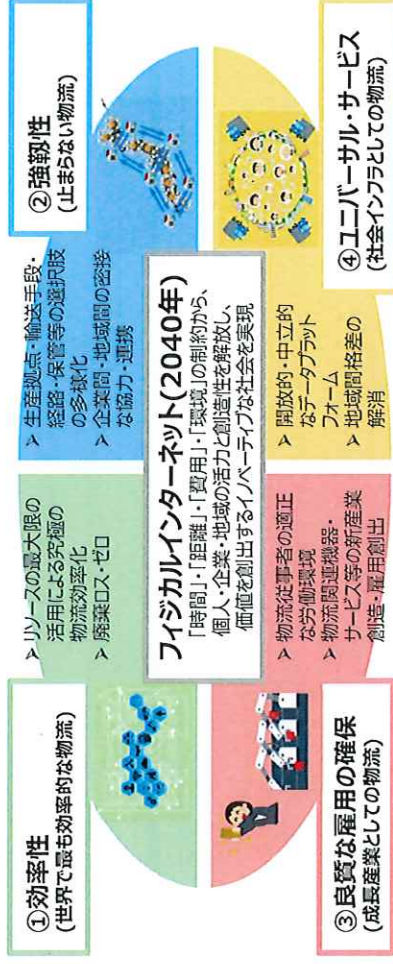 ①効率性
(世界で最も効率的な物流)
➤ リソースの最大限の
活用による究極の
物流効率化
➤ 廃棄ロス・ゼロ
②強靱性
(止まらない物流)
➤ 生産拠点・輸送手段・
経路・保管等の選択肢
の多様化
➤ 企業間・地域間の密接
な協力・連携
フィジカルインターネット(2040年)
「時間」・「距離」・「費用」・「環境」の制約から、
個人・企業・地域の活力と創造性を解放し、
価値を創出するイノベーティブな社会を実現
③良質な雇用の確保
(成長産業としての物流)
➤ 物流従事者の適正
な労働環境
➤ 物流関連機器・
サービス等の新産業
創造・雇用創出
④ユニバーサル・サービス
(社会インフラとしての物流)
➤ 開放的・中立的
なデータプラット
フォーム
➤ 地域間格差の
解消